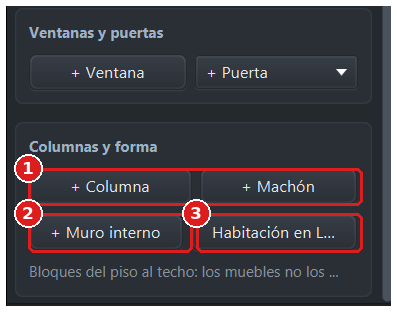 Ventanas y puertas
+ Ventana
+ Puerta
Columnas y forma
1
+ Columna
+ Machón
2
+ Muro interno
3
Habitación en L...
Bloques del piso al techo: los muebles no los ...